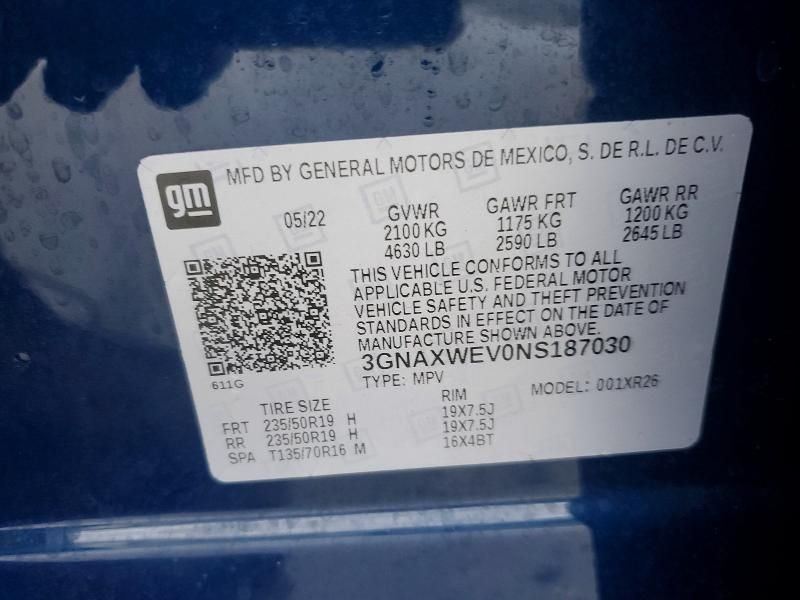 gm
MFD BY GENERAL MOTORS DE MEXICO, S. DE R.L. DE C.V.
05/22
GVWR
2100 KG
4630 LB
GAWR FRT
1175 KG
2590 LB
GAWR RR
1200 KG
2645 LB
THIS VEHICLE CONFORMS TO ALL
APPLICABLE U.S. FEDERAL MOTOR
VEHICLE SAFETY AND THEFT PREVENTION
STANDARDS IN EFFECT ON THE DATE OF
MANUFACTURE SHOWN ABOVE.
3GNAXWEV0NS187030
TYPE: MPV
MODEL: 001XR26
611G
TIRE SIZE RIM
FRT 235/50R19 H 19X7.5J
RR 235/50R19 H 19X7.5J
SPA T135/70R16 M 16X4BT